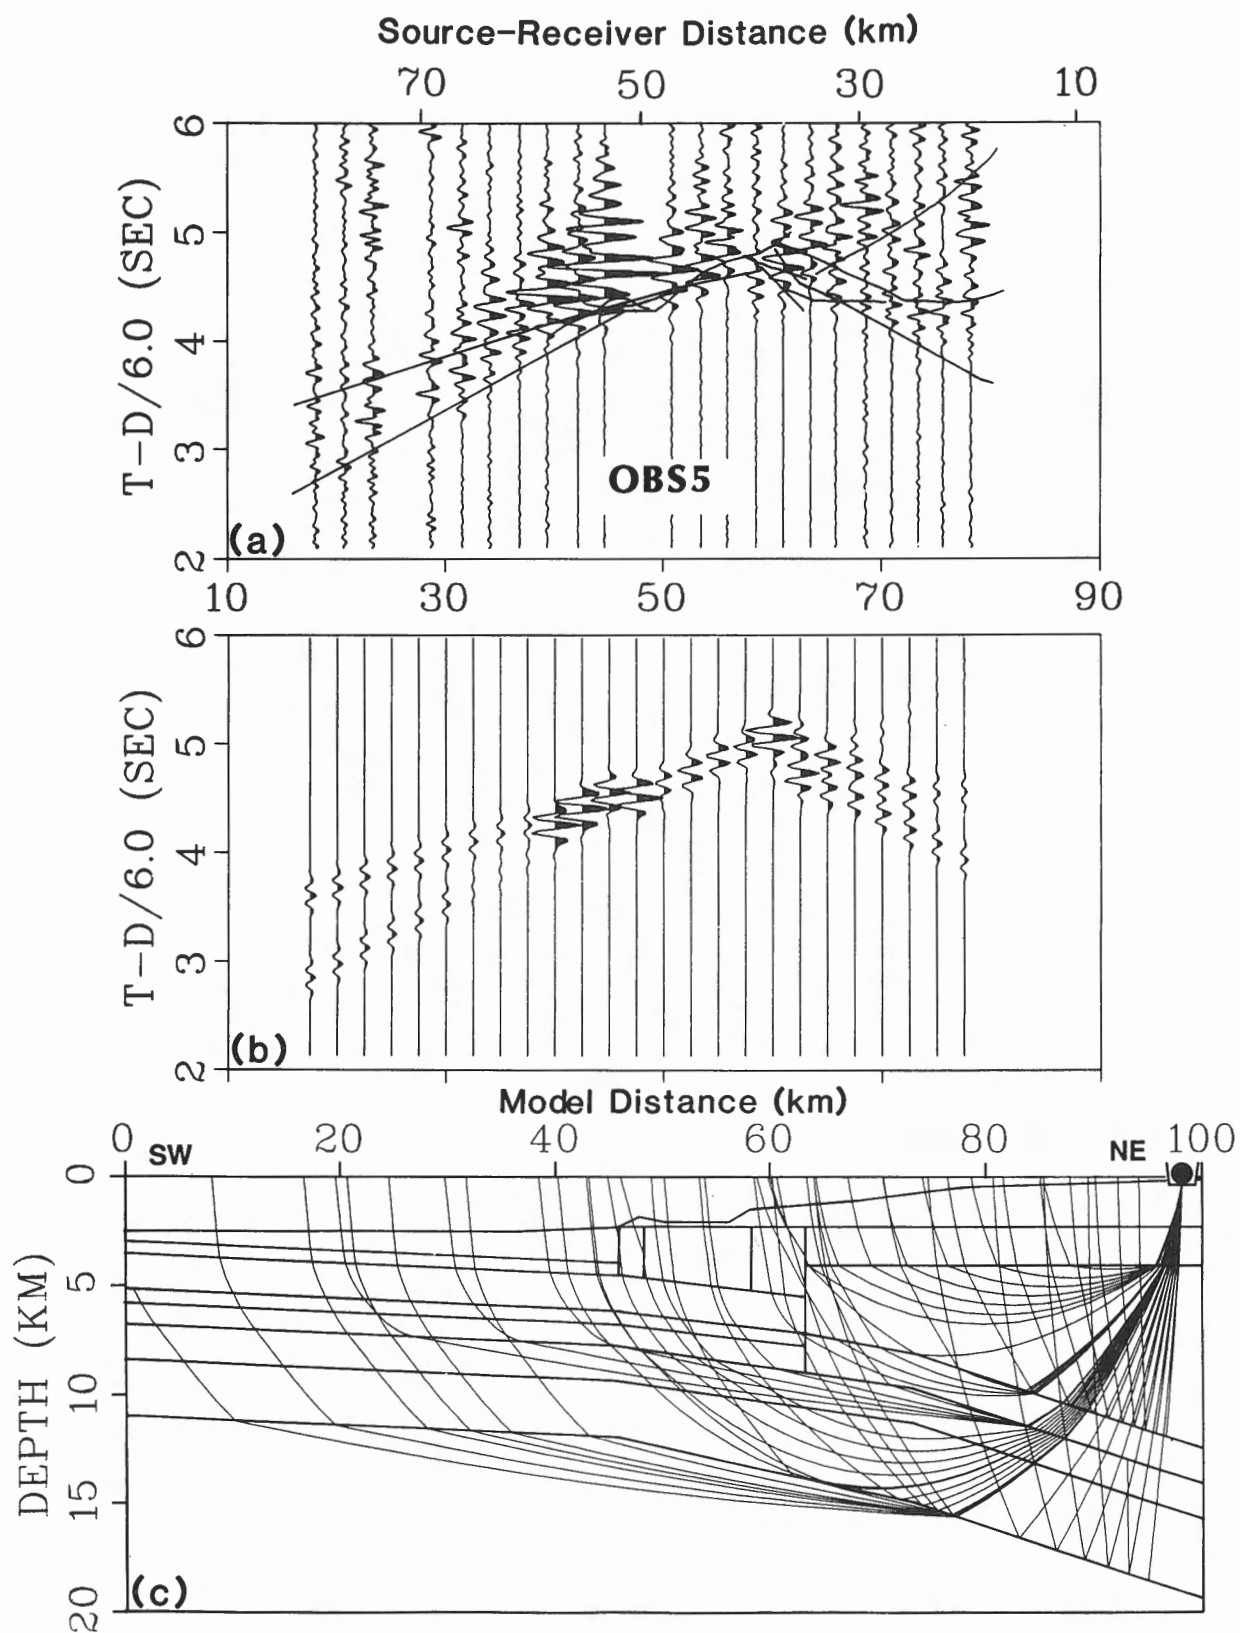 Source-Receiver Distance (km)
70 50 30 10
6
5
4
3
2
T-D/6.0 (SEC)
OBS5
(a)
10 30 50 70 90
6
5
4
3
2
T-D/6.0 (SEC)
(b)
Model Distance (km)
0 20 40 60 80 100
SW NE
0
5
10
15
20
DEPTH (KM)
(c)